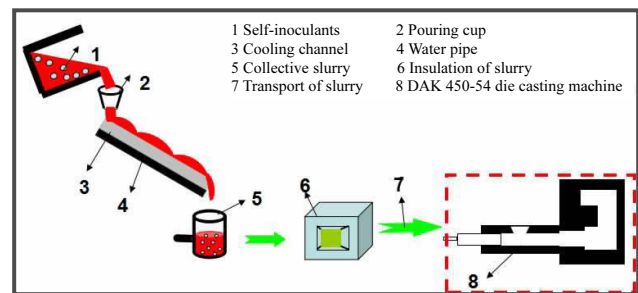 1 Self-inoculants 2 Pouring cup
3 Cooling channel 4 Water pipe
5 Collective slurry 6 Insulation of slurry
7 Transport of slurry 8 DAK 450-54 die casting machine
1
2
3
4
5
6
7
8